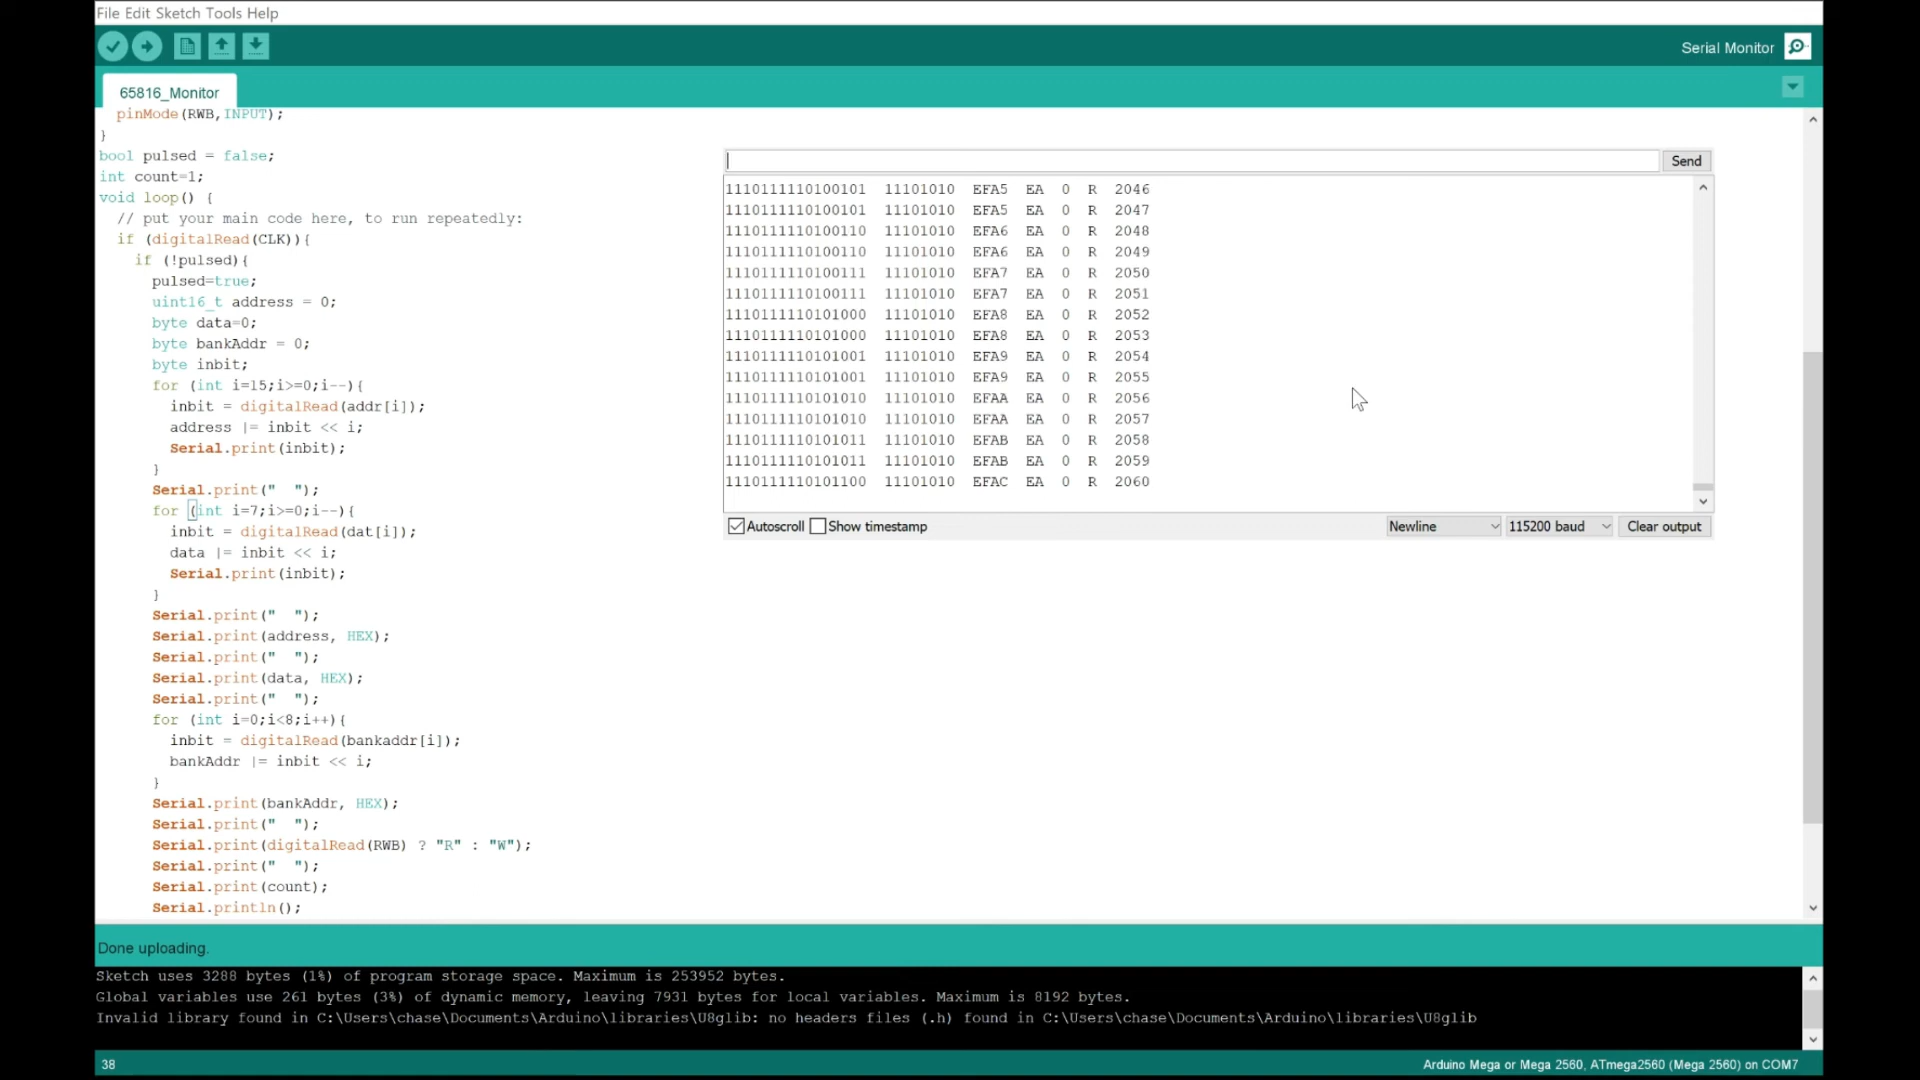 File Edit Sketch Tools Help
Serial Monitor
65816_Monitor
pinMode(RWB,INPUT);
}
bool pulsed = false;
int count=1;
void loop() {
// put your main code here, to run repeatedly:
if (digitalRead(CLK)){
if (!pulsed){
pulsed=true;
uint16_t address = 0;
byte data=0;
byte bankAddr = 0;
byte inbit;
for (int i=15;i>=0;i--){
inbit = digitalRead(addr[i]);
address |= inbit << i;
Serial.print(inbit);
}
Serial.print("  ");
for (int i=7;i>=0;i--){
inbit = digitalRead(dat[i]);
data |= inbit << i;
Serial.print(inbit);
}
Serial.print("  ");
Serial.print(address, HEX);
Serial.print("  ");
Serial.print(data, HEX);
Serial.print("  ");
for (int i=0;i<8;i++){
inbit = digitalRead(bankaddr[i]);
bankAddr |= inbit << i;
}
Serial.print(bankAddr, HEX);
Serial.print("  ");
Serial.print(digitalRead(RWB) ? "R" : "W");
Serial.print("  ");
Serial.print(count);
Serial.println();
Send
1110111110100101  11101010  EFA5  EA  0  R  2046
1110111110100101  11101010  EFA5  EA  0  R  2047
1110111110100110  11101010  EFA6  EA  0  R  2048
1110111110100110  11101010  EFA6  EA  0  R  2049
1110111110100111  11101010  EFA7  EA  0  R  2050
1110111110100111  11101010  EFA7  EA  0  R  2051
1110111110101000  11101010  EFA8  EA  0  R  2052
1110111110101000  11101010  EFA8  EA  0  R  2053
1110111110101001  11101010  EFA9  EA  0  R  2054
1110111110101001  11101010  EFA9  EA  0  R  2055
1110111110101010  11101010  EFAA  EA  0  R  2056
1110111110101010  11101010  EFAA  EA  0  R  2057
1110111110101011  11101010  EFAB  EA  0  R  2058
1110111110101011  11101010  EFAB  EA  0  R  2059
1110111110101100  11101010  EFAC  EA  0  R  2060
Autoscroll Show timestamp Newline 115200 baud Clear output
Done uploading.
Sketch uses 3288 bytes (1%) of program storage space. Maximum is 253952 bytes.
Global variables use 261 bytes (3%) of dynamic memory, leaving 7931 bytes for local variables. Maximum is 8192 bytes.
Invalid library found in C:\Users\chase\Documents\Arduino\libraries\U8glib: no headers files (.h) found in C:\Users\chase\Documents\Arduino\libraries\U8glib
38 Arduino Mega or Mega 2560, ATmega2560 (Mega 2560) on COM7